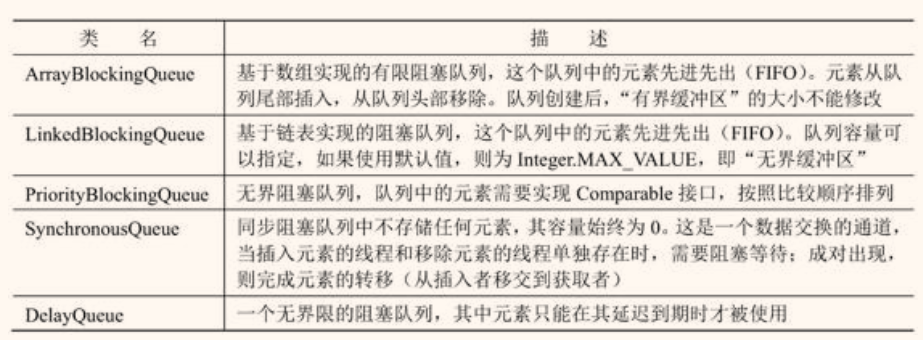 类 名 描 述
ArrayBlockingQueue 基于数组实现的有限阻塞队列，这个队列中的元素先进先出（FIFO）。元素从队
列尾部插入，从队列头部移除。队列创建后，“有界缓冲区”的大小不能修改
LinkedBlockingQueue 基于链表实现的阻塞队列，这个队列中的元素先进先出（FIFO）。队列容量可
以指定，如果使用默认值，则为 Integer.MAX_VALUE，即“无界缓冲区”
PriorityBlockingQueue 无界阻塞队列，队列中的元素需要实现 Comparable 接口，按照比较顺序排列
SynchronousQueue 同步阻塞队列中不存储任何元素，其容量始终为 0。这是一个数据交换的通道，
当插入元素的线程和移除元素的线程单独存在时，需要阻塞等待；成对出现，
则完成元素的转移（从插入者移交到获取者）
DelayQueue 一个无界限的阻塞队列，其中元素只能在其延迟到期时才被使用